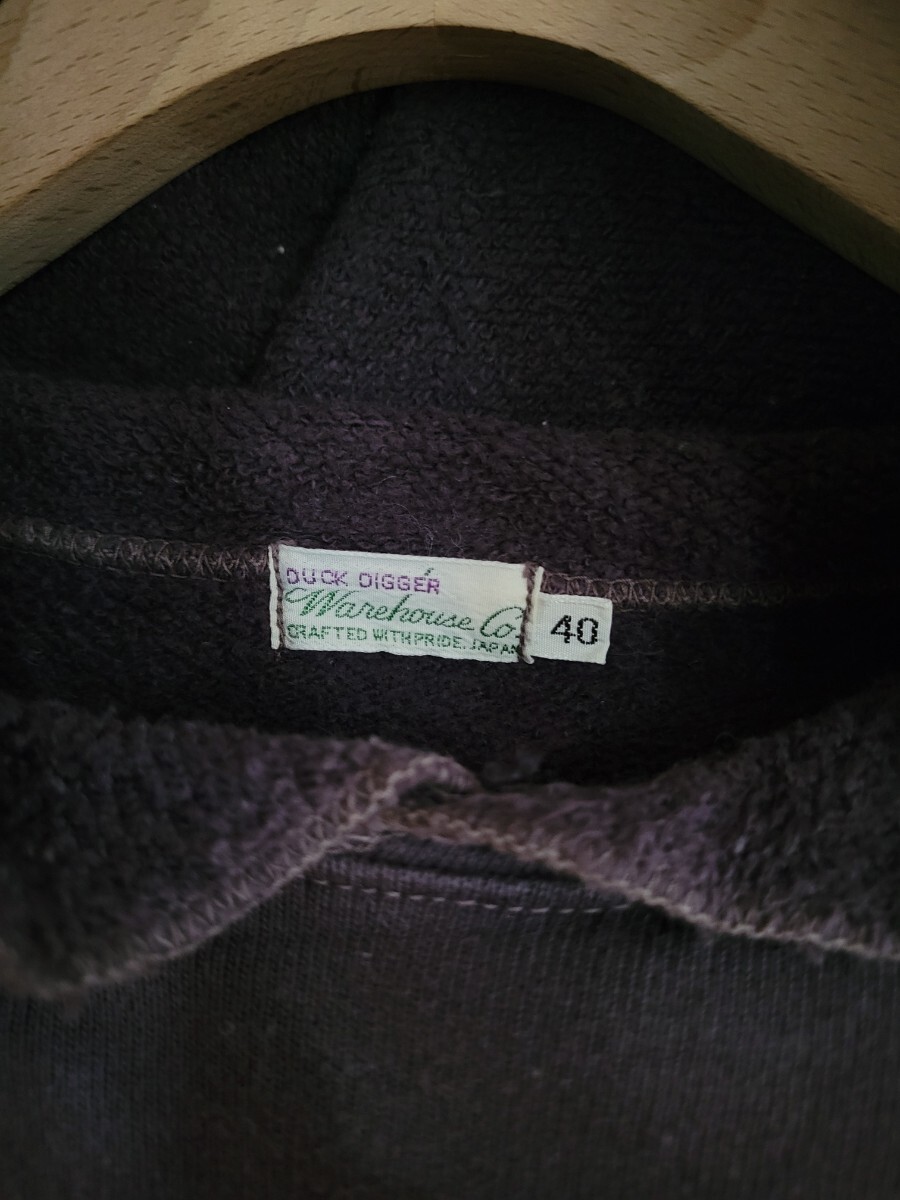 DUCK DIGGER
Warehouse Co.
CRAFTED WITH PRIDE. JAPAN
40